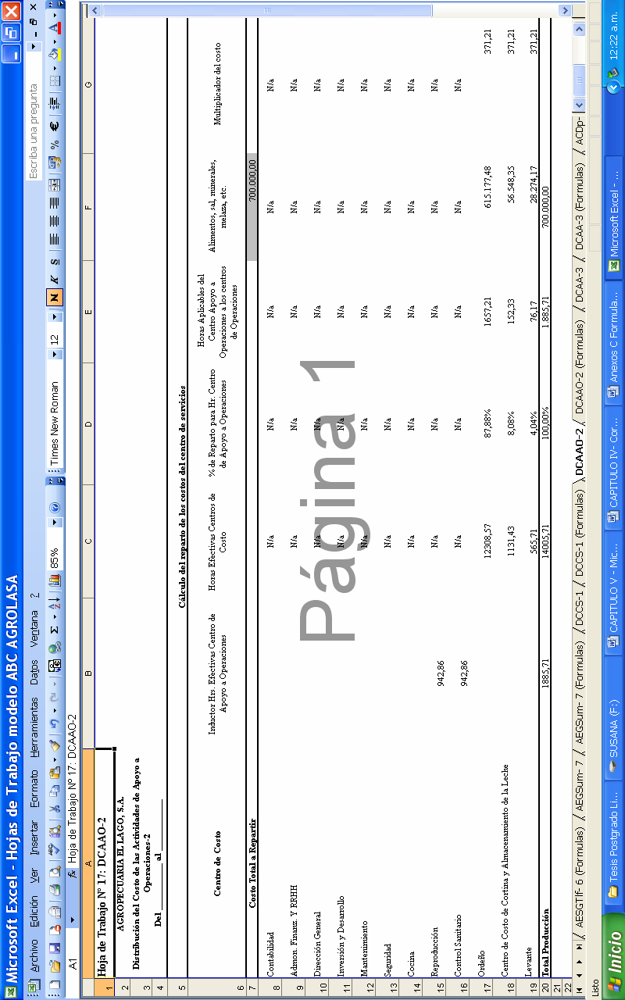 Microsoft Excel - Hojas de Trabajo modelo ABC AGROLASA
Archivo Edición Ver Insertar Formato Herramientas Datos Ventana ?
Escriba una pregunta
85%
Times New Roman 12 N K S % €
A1 fx Hoja de Trabajo Nº 17: DCAAO-2
A B C D E F G
1 Hoja de Trabajo Nº 17: DCAAO-2
2 AGROPECUARIA EL LAGO, S.A.
Distribución del Costo de las Actividades de Apoyo a
3 Operaciones-2
4 Del ________ al ________
5 Cálculo del reparto de los costos del centro de servicios
6 Centro de Costo
Inductor Hrs. Efectivas Centro de
Apoyo a Operaciones
Horas Efectivas Centros de
Costo
% de Reparto para Hr. Centro
de Apoyo a Operaciones
Horas Aplicables del
Centro Apoyo a
Operaciones a los centros
de Operaciones
Alimentos, sal, minerales,
melaza, etc.
Multiplicador del costo
7 Costo Total a Repartir 700.000,00
8 Contabilidad N/a N/a N/a N/a N/a
9 Admon. Finanz. Y RRHH N/a N/a N/a N/a N/a
10 Dirección General N/a N/a N/a N/a N/a
11 Inversión y Desarrollo N/a N/a N/a N/a N/a
12 Mantenimiento N/a N/a N/a N/a N/a
13 Seguridad N/a N/a N/a N/a N/a
14 Cocina N/a N/a N/a N/a N/a
15 Reproducción 942,86 N/a N/a N/a N/a N/a
16 Control Sanitario 942,86 N/a N/a N/a N/a N/a
17 Ordeño 12308,57 87,88% 1657,21 615.177,48 371,21
18 Centro de Costo de Cortina y Almacenamiento de la Leche 1131,43 8,08% 152,33 56.548,35 371,21
19 Levante 565,71 4,04% 76,17 28.274,17 371,21
20 Total Producción 1885,71 14005,71 100,00% 1.885,71 700.000,00
21
22
Página 1
AESGTIf- 6 (Formulas) AEGSum- 7 AEGSum- 7 (Formulas) DCCS-1 DCCS-1 (Formulas) DCAAO-2 DCAAO-2 (Formulas) DCAA-3 DCAA-3 (Formulas) ACDp-
Listo
Inicio Tesis Postgrado Li... SUSANA (F:) CAPITULO V - Mic... CAPITULO IV- Cor... Anexos C Formula... Microsoft Excel - ... 12:22 a.m.